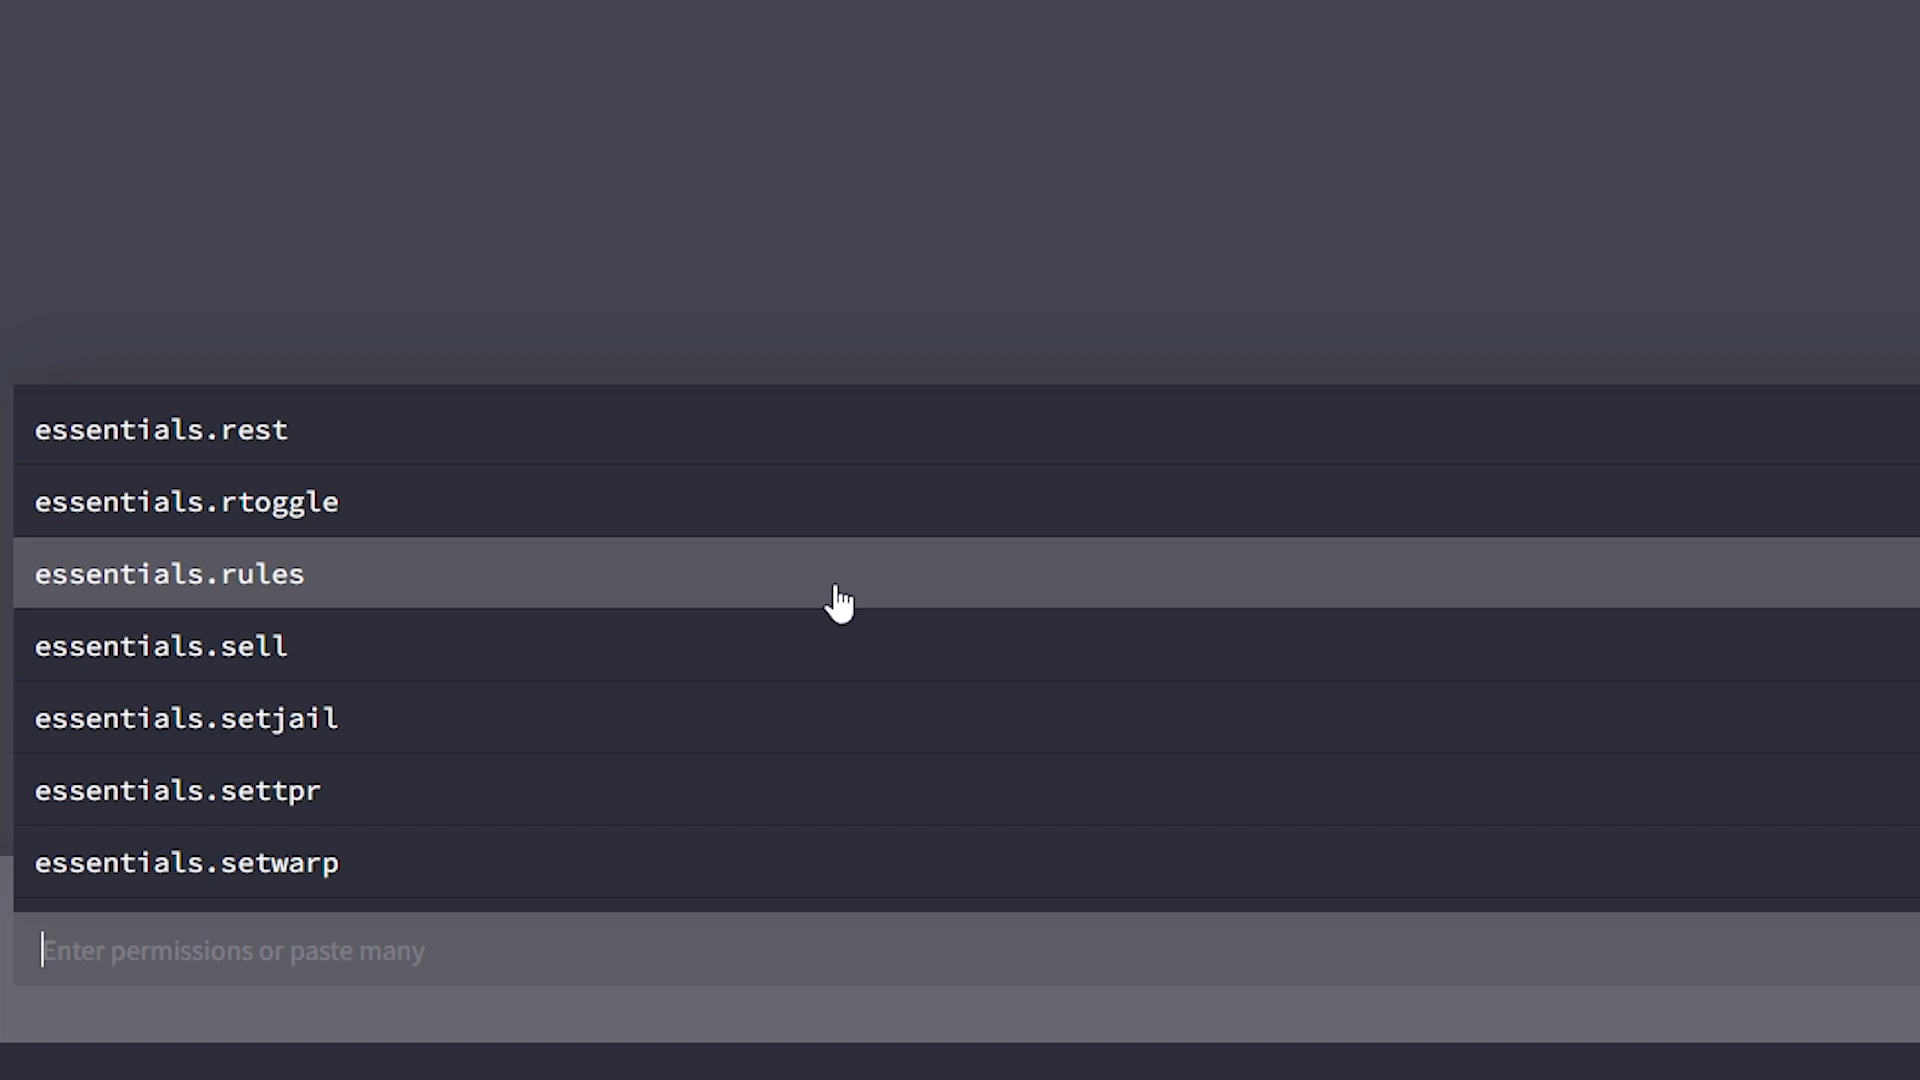 essentials.rest
essentials.rtoggle
essentials.rules
essentials.sell
essentials.setjail
essentials.settpr
essentials.setwarp
Enter permissions or paste many